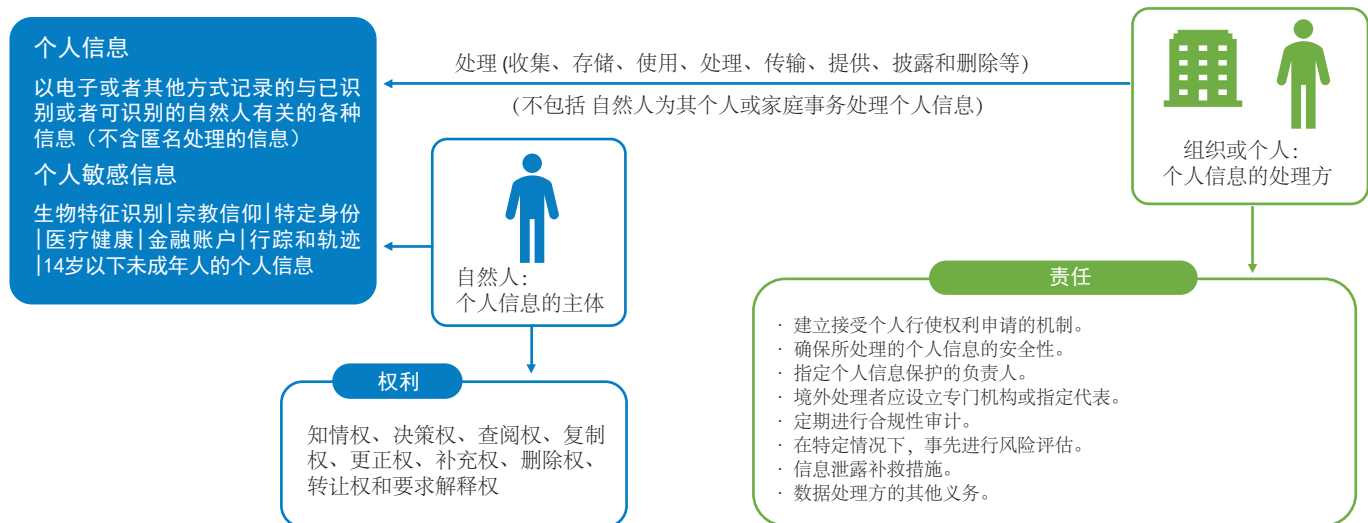 个人信息
以电子或者其他方式记录的与已识
别或者可识别的自然人有关的各种
信息（不含匿名处理的信息）
个人敏感信息
生物特征识别|宗教信仰|特定身份
|医疗健康|金融账户|行踪和轨迹
|14岁以下未成年人的个人信息
处理 (收集、存储、使用、处理、传输、提供、披露和删除等)
(不包括 自然人为其个人或家庭事务处理个人信息)
组织或个人：
个人信息的处理方
自然人：
个人信息的主体
权利
知情权、决策权、查阅权、复制
权、更正权、补充权、删除权、
转让权和要求解释权
责任
· 建立接受个人行使权利申请的机制。
· 确保所处理的个人信息的安全性。
· 指定个人信息保护的负责人。
· 境外处理者应设立专门机构或指定代表。
· 定期进行合规性审计。
· 在特定情况下，事先进行风险评估。
· 信息泄露补救措施。
· 数据处理方的其他义务。